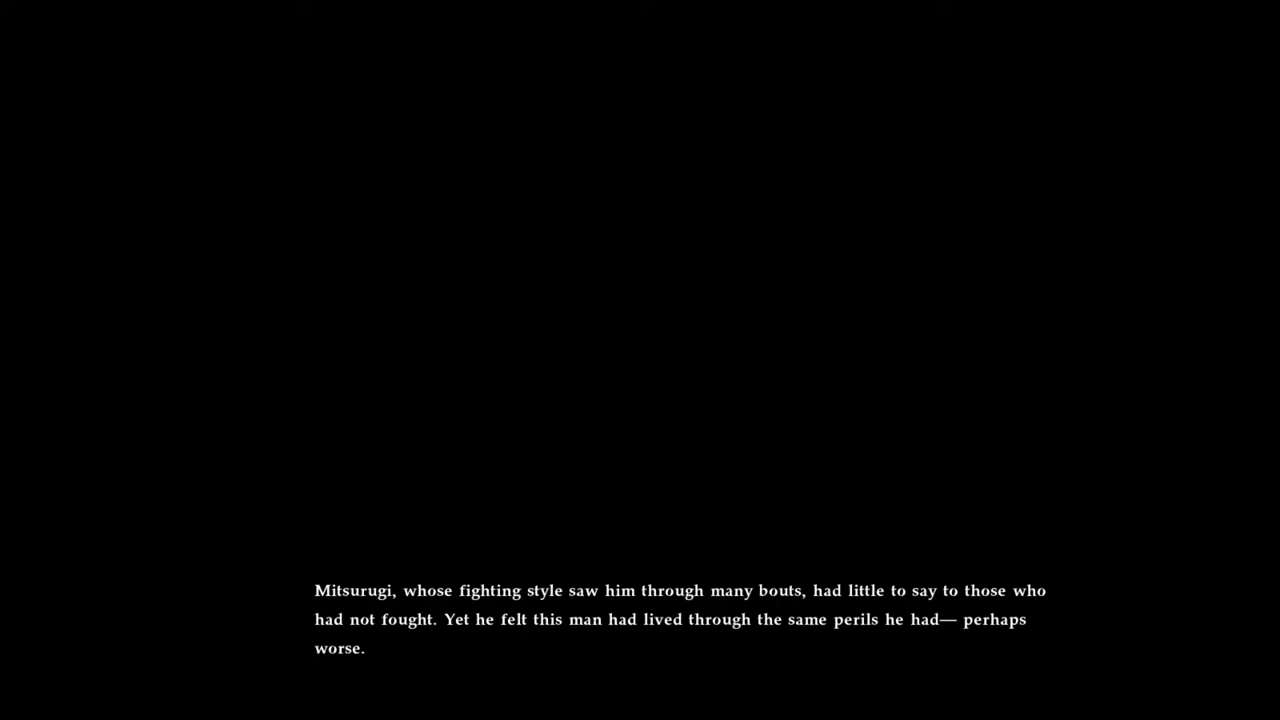 Mitsurugi, whose fighting style saw him through many bouts, had little to say to those who
had not fought. Yet he felt this man had lived through the same perils he had— perhaps
worse.